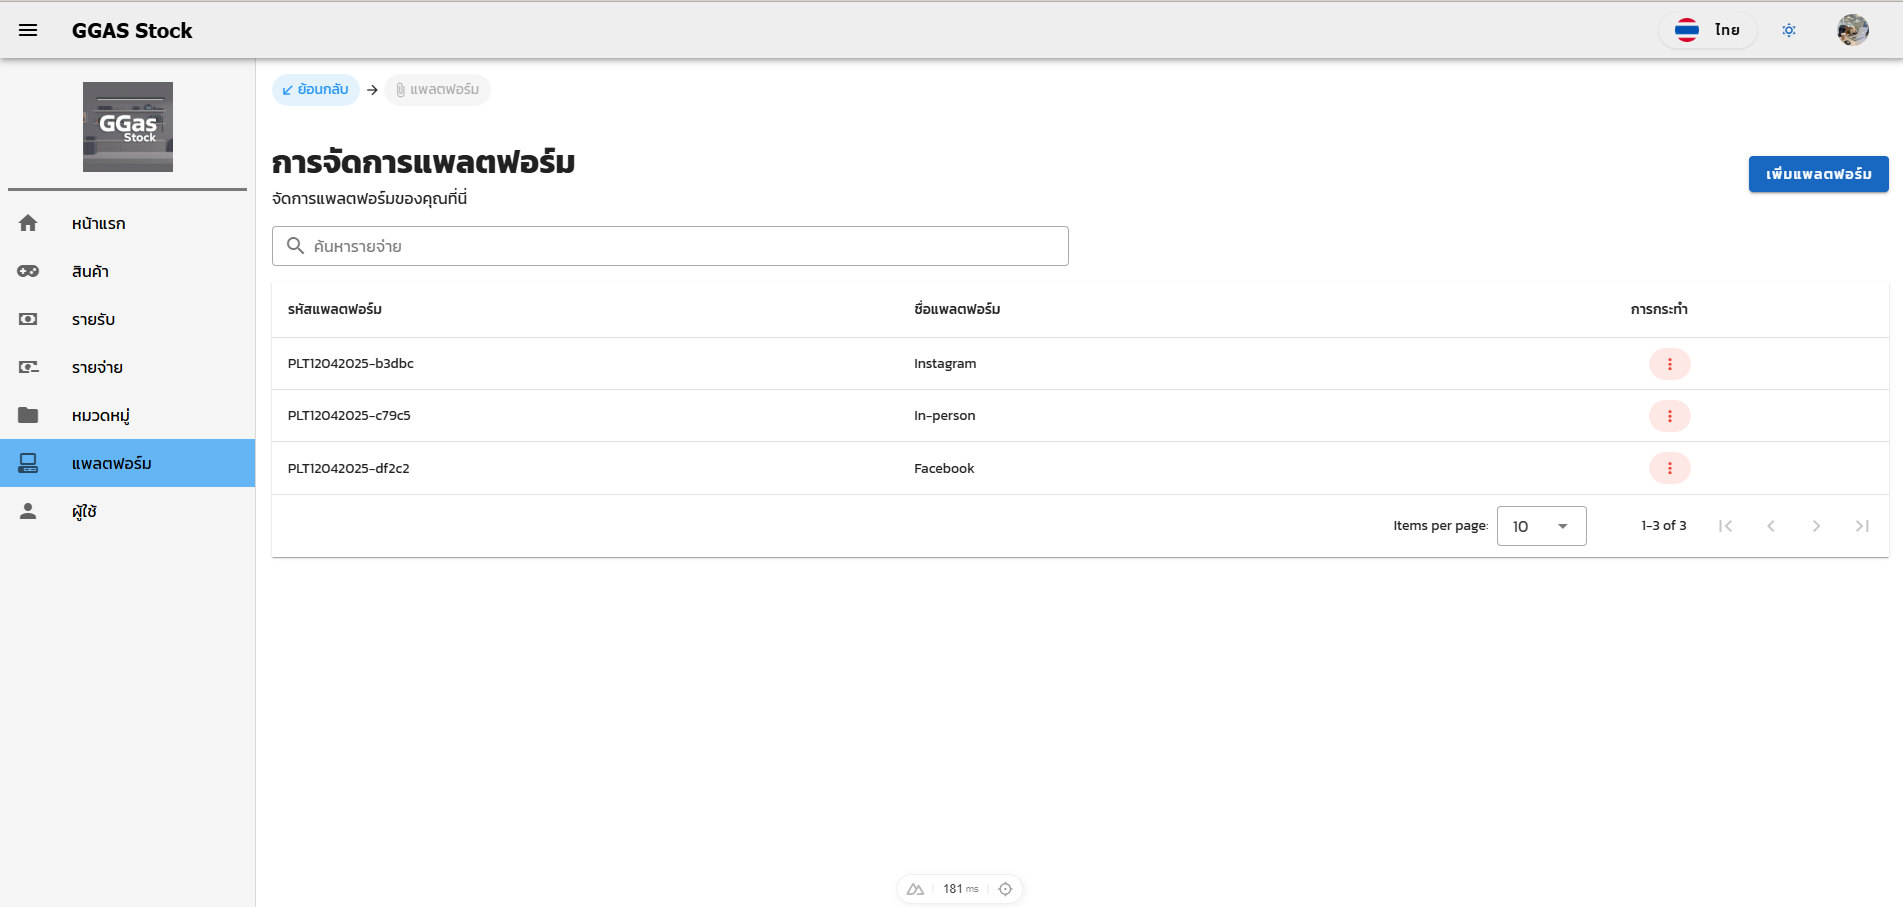 GGAS Stock
ไทย
GGas
Stock
หน้าแรก
สินค้า
รายรับ
รายจ่าย
หมวดหมู่
แพลตฟอร์ม
ผู้ใช้
ย้อนกลับ
แพลตฟอร์ม
การจัดการแพลตฟอร์ม
จัดการแพลตฟอร์มของคุณที่นี่
เพิ่มแพลตฟอร์ม
ค้นหารายจ่าย
รหัสแพลตฟอร์ม ชื่อแพลตฟอร์ม การกระทำ
PLT12042025-b3dbc Instagram
PLT12042025-c79c5 In-person
PLT12042025-df2c2 Facebook
Items per page: 10 1-3 of 3
181 ms